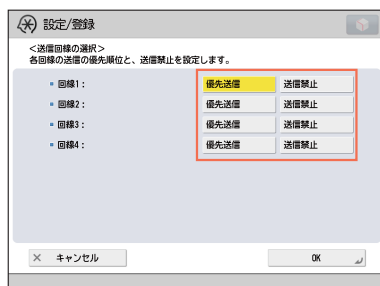 設定/登録
<送信回線の選択>
各回線の送信の優先順位と、送信禁止を設定します。
回線1： 優先送信 送信禁止
回線2： 優先送信 送信禁止
回線3： 優先送信 送信禁止
回線4： 優先送信 送信禁止
キャンセル OK